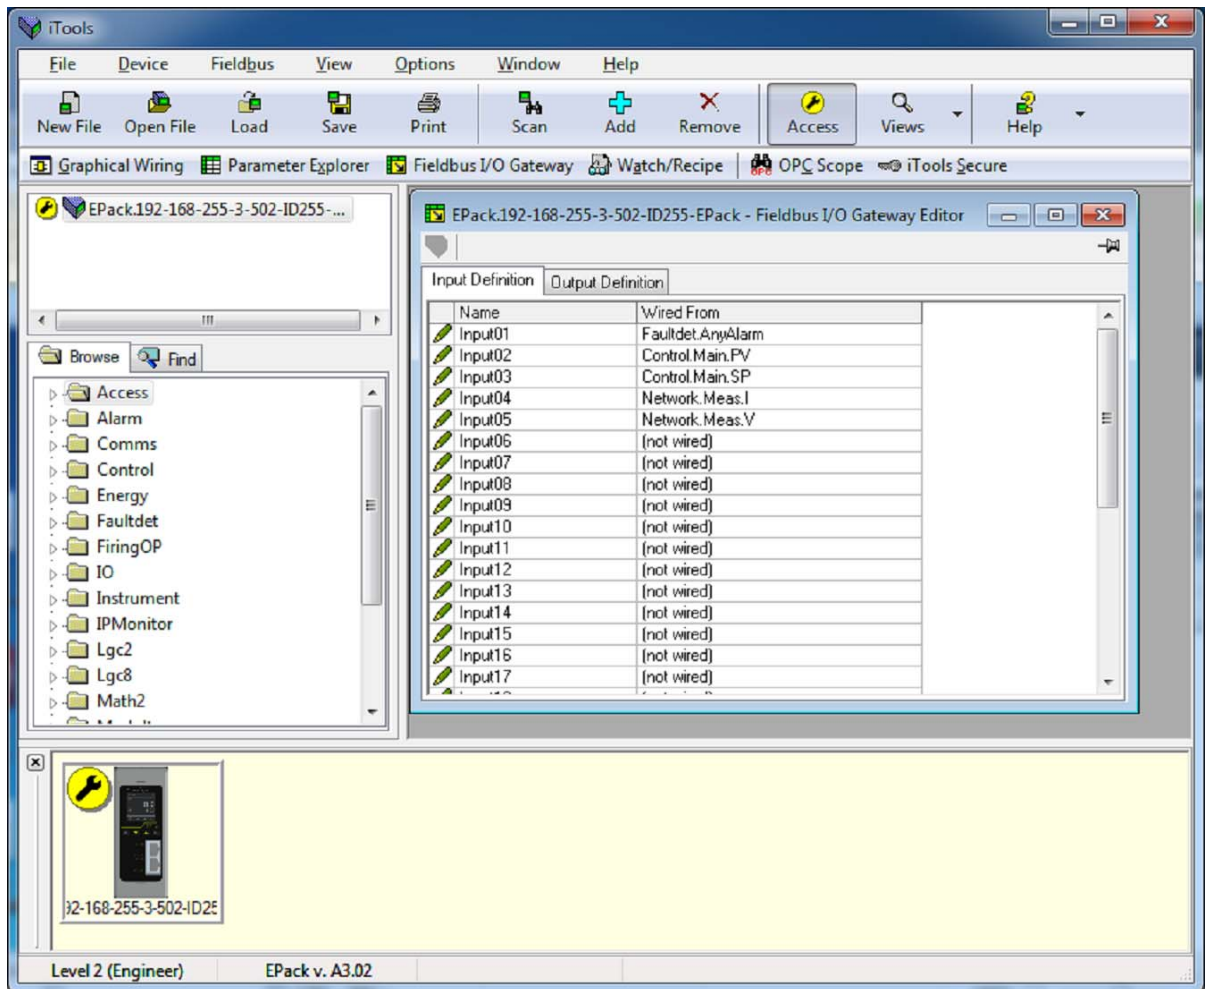 iTools
File Device Fieldbus View Options Window Help
New File Open File Load Save Print Scan Add Remove Access Views Help
Graphical Wiring Parameter Explorer Fieldbus I/O Gateway Watch/Recipe OPC Scope iTools Secure
EPack.192-168-255-3-502-ID255-...
Browse Find
Access
Alarm
Comms
Control
Energy
Faultdet
FiringOP
IO
Instrument
IPMonitor
Lgc2
Lgc8
Math2
EPack.192-168-255-3-502-ID255-EPack - Fieldbus I/O Gateway Editor
Input Definition Output Definition
Name Wired From
Input01 Faultdet.AnyAlarm
Input02 Control.Main.PV
Input03 Control.Main.SP
Input04 Network.Meas.I
Input05 Network.Meas.V
Input06 (not wired)
Input07 (not wired)
Input08 (not wired)
Input09 (not wired)
Input10 (not wired)
Input11 (not wired)
Input12 (not wired)
Input13 (not wired)
Input14 (not wired)
Input15 (not wired)
Input16 (not wired)
Input17 (not wired)
92-168-255-3-502-ID25
Level 2 (Engineer) EPack v. A3.02